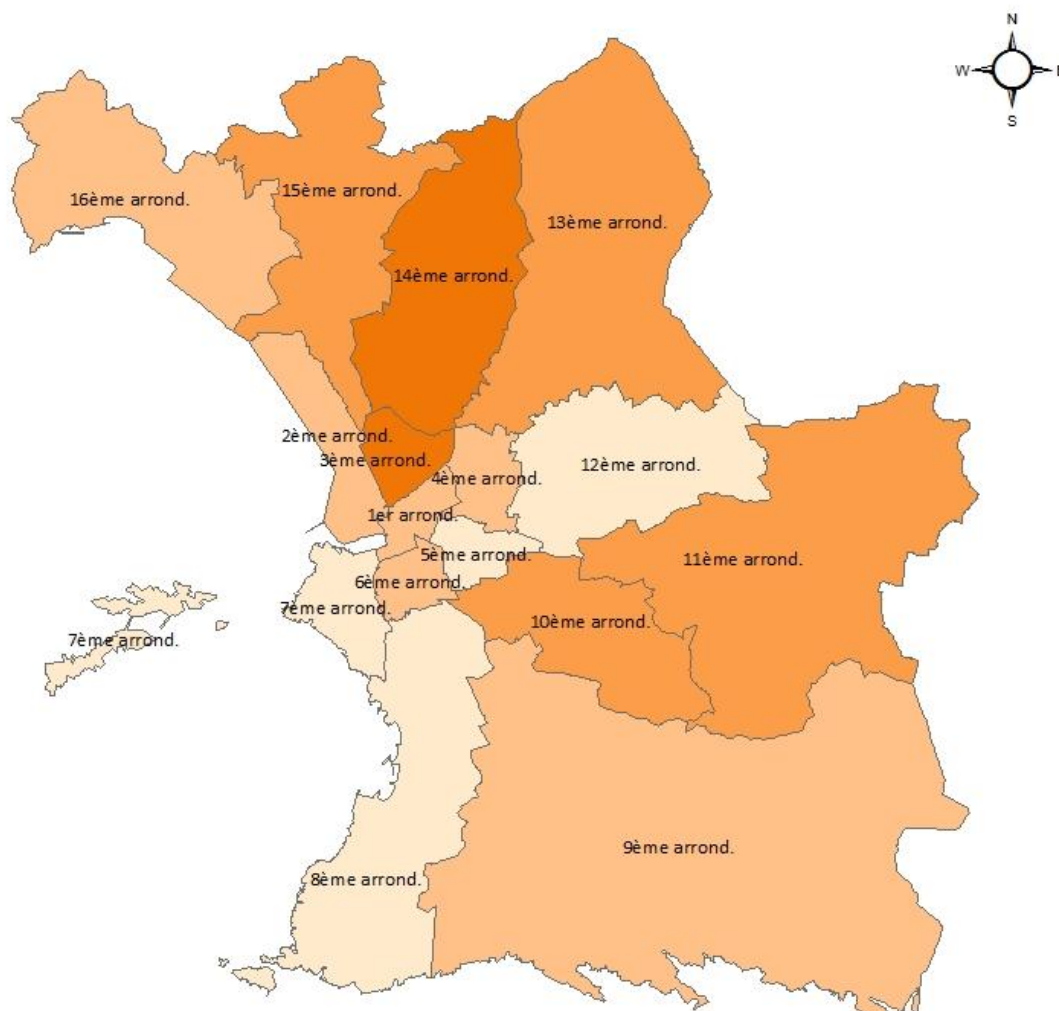 N
W
S
16ème arrond.
15ème arrond.
13ème arrond.
14ème arrond.
2ème arrond.
3ème arrond.
12ème arrond.
4ème arrond.
1er arrond.
5ème arrond.
11ème arrond.
6ème arrond.
7ème arrond.
10ème arrond.
7ème arrond.
9ème arrond.
8ème arrond.